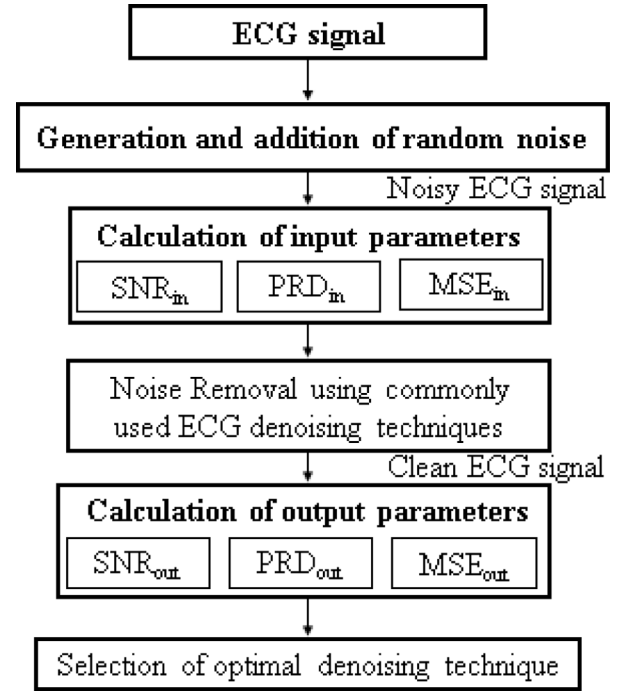 ECG signal
Generation and addition of random noise
Noisy ECG signal
Calculation of input parameters
SNRin PRDin MSEin
Noise Removal using commonly
used ECG denoising techniques
Clean ECG signal
Calculation of output parameters
SNRout PRDout MSEout
Selection of optimal denoising technique